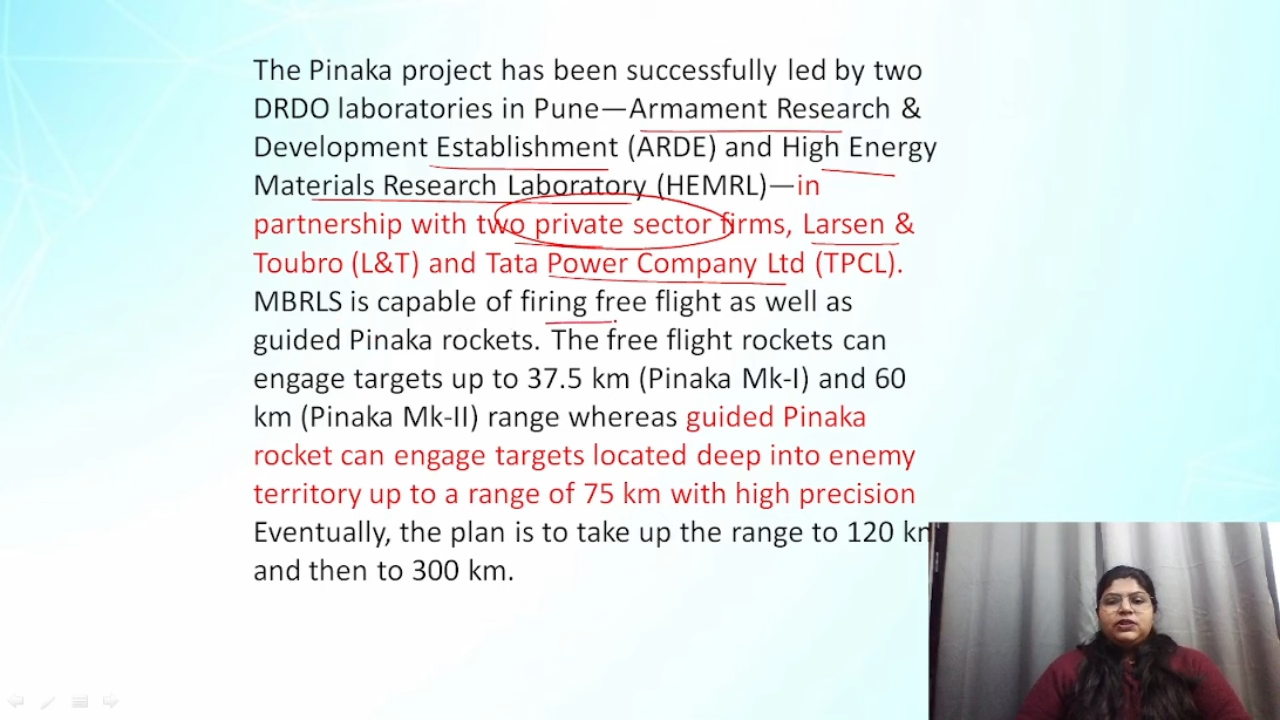 The Pinaka project has been successfully led by two
DRDO laboratories in Pune—Armament Research &
Development Establishment (ARDE) and High Energy
Materials Research Laboratory (HEMRL)—in
partnership with two private sector firms, Larsen &
Toubro (L&T) and Tata Power Company Ltd (TPCL).
MBRLS is capable of firing free flight as well as
guided Pinaka rockets. The free flight rockets can
engage targets up to 37.5 km (Pinaka Mk-I) and 60
km (Pinaka Mk-II) range whereas guided Pinaka
rocket can engage targets located deep into enemy
territory up to a range of 75 km with high precision
Eventually, the plan is to take up the range to 120 km
and then to 300 km.